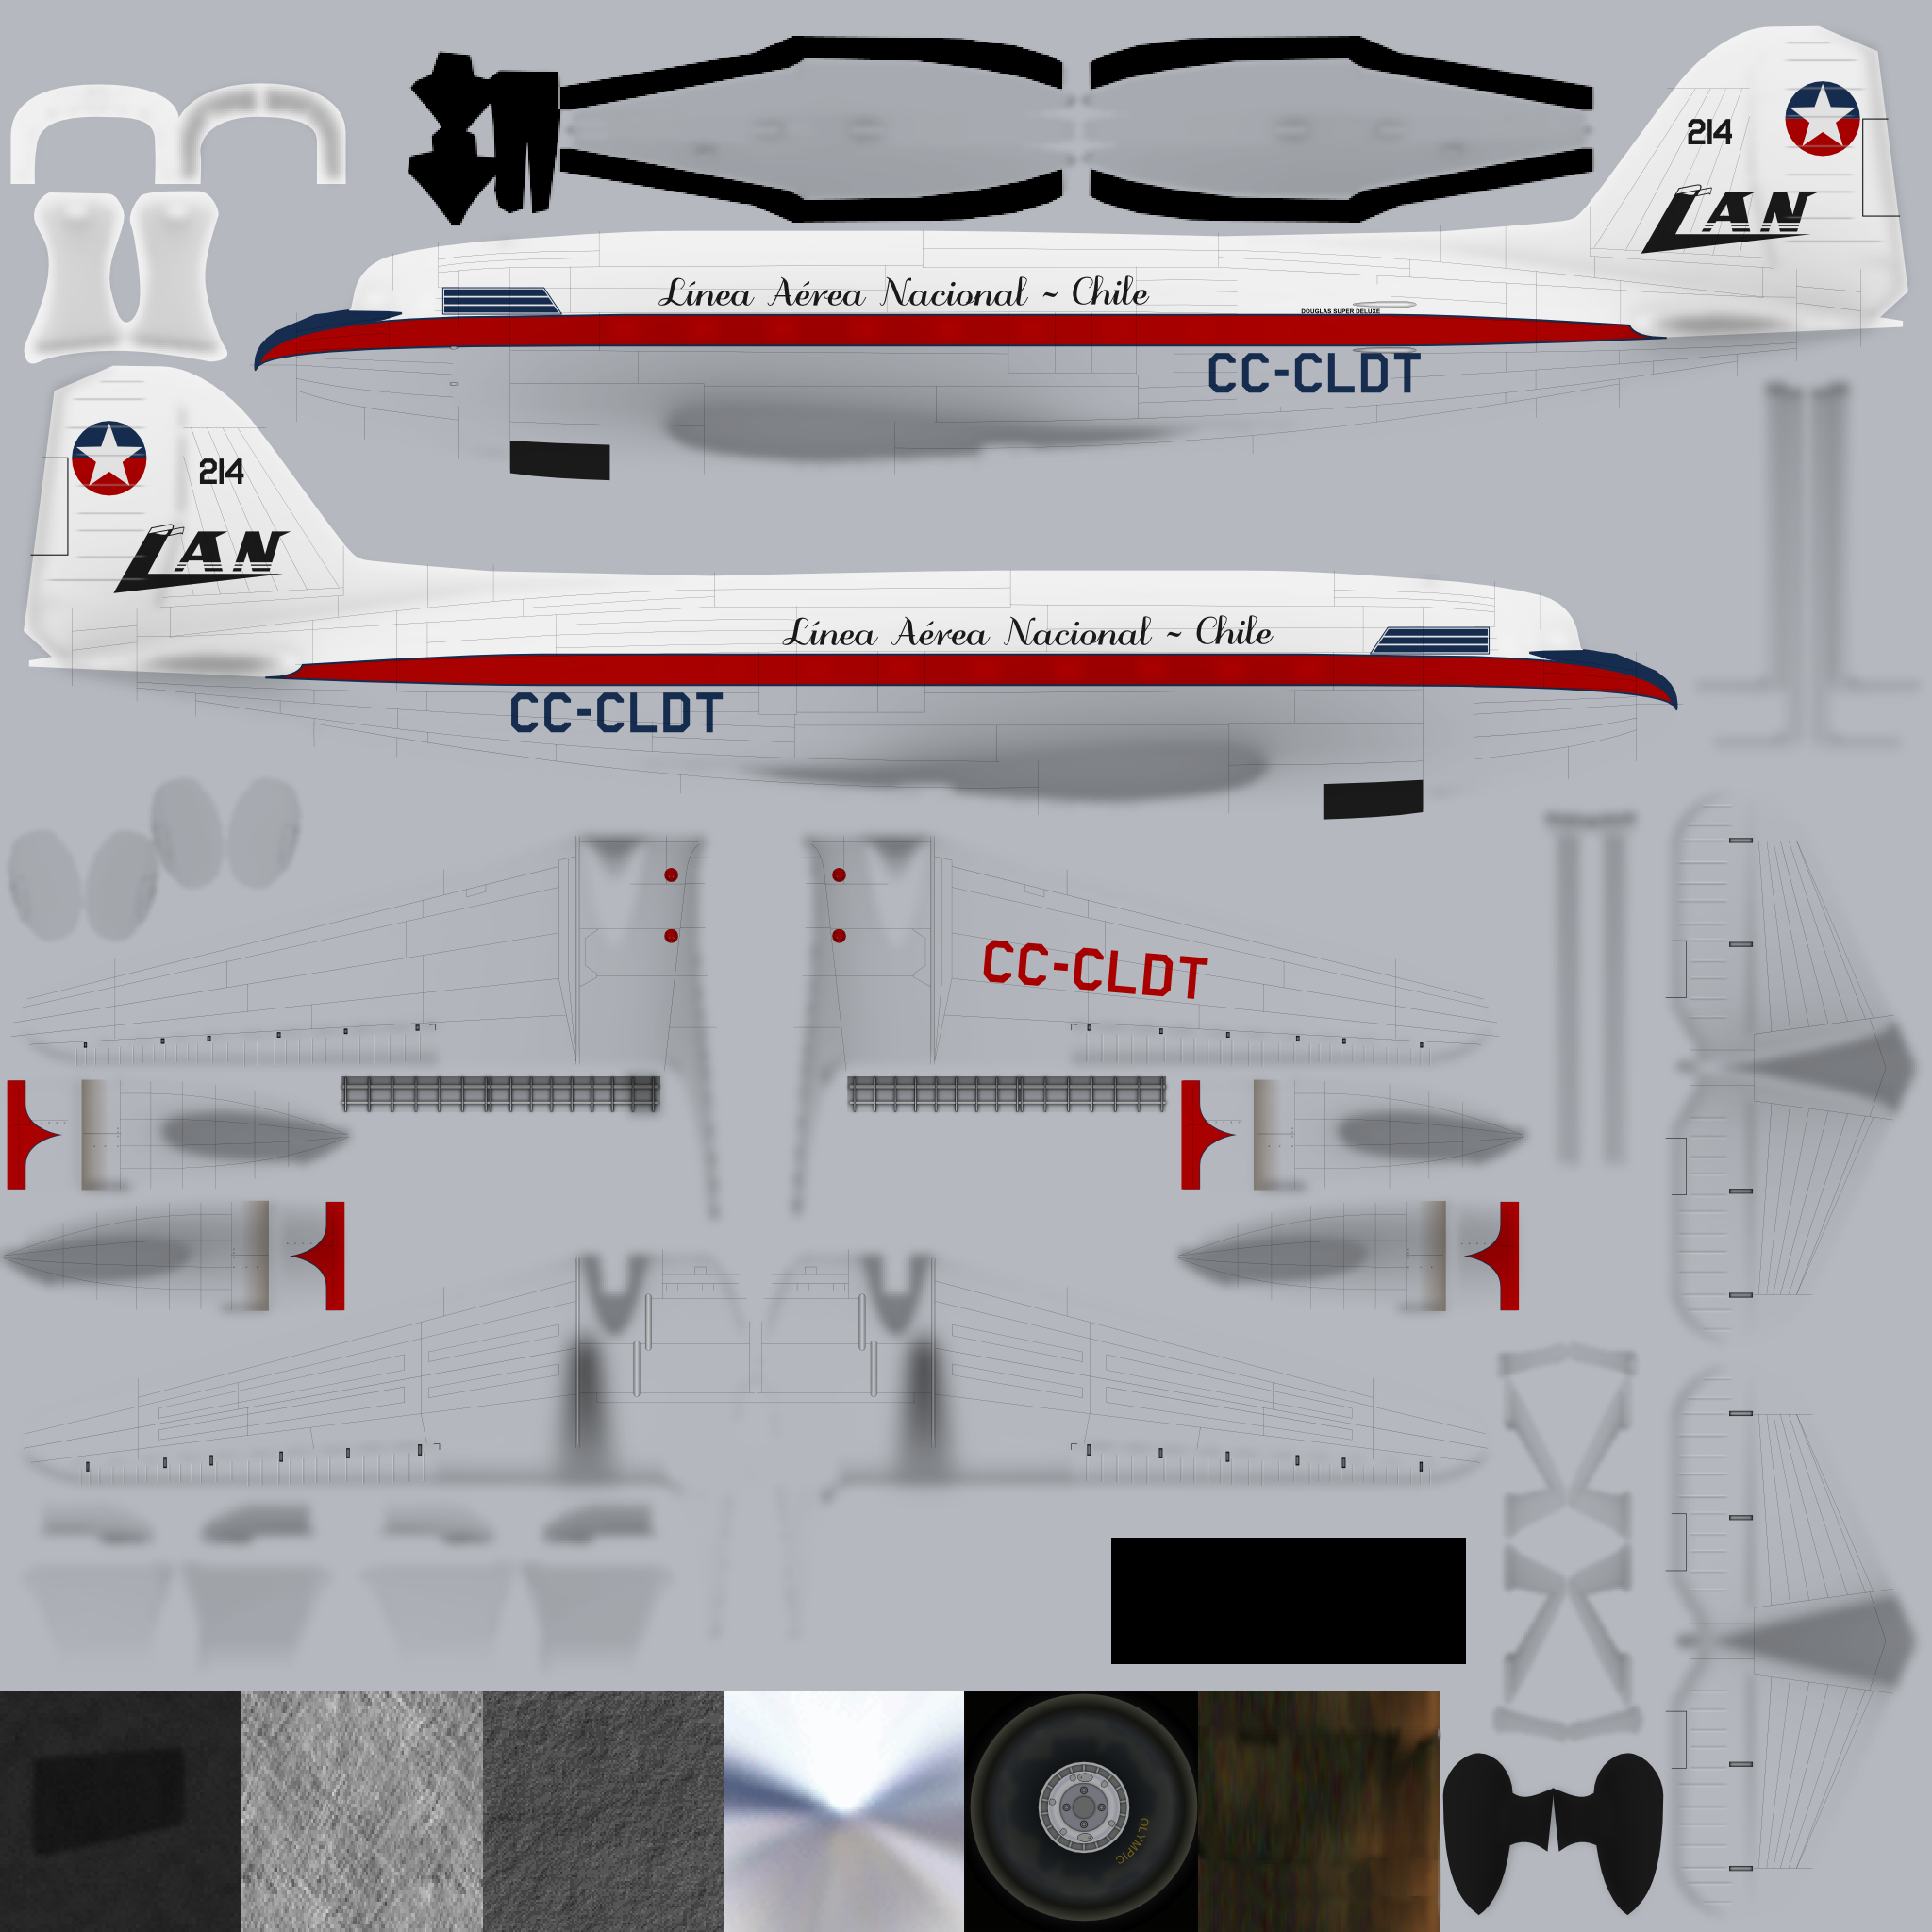 214
LAN
Línea Aérea Nacional ~ Chile
DOUGLAS SUPER DELUXE
CC-CLDT
214
LAN
Línea Aérea Nacional ~ Chile
CC-CLDT
CC-CLDT
OLYMPIC